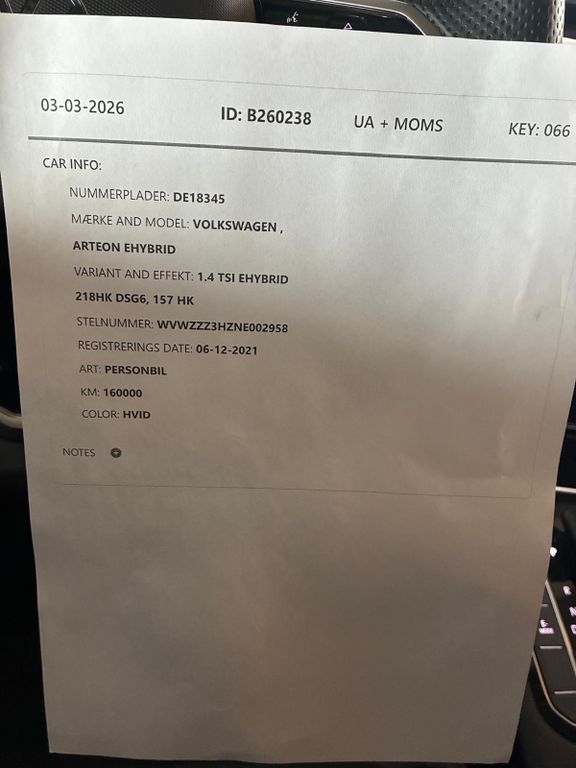 03-03-2026 ID: B260238 UA + MOMS KEY: 066
CAR INFO:
NUMMERPLADER: DE18345
MÆRKE AND MODEL: VOLKSWAGEN ,
ARTEON EHYBRID
VARIANT AND EFFEKT: 1.4 TSI EHYBRID
218HK DSG6, 157 HK
STELNUMMER: WVWZZZ3HZNE002958
REGISTRERINGS DATE: 06-12-2021
ART: PERSONBIL
KM: 160000
COLOR: HVID
NOTES